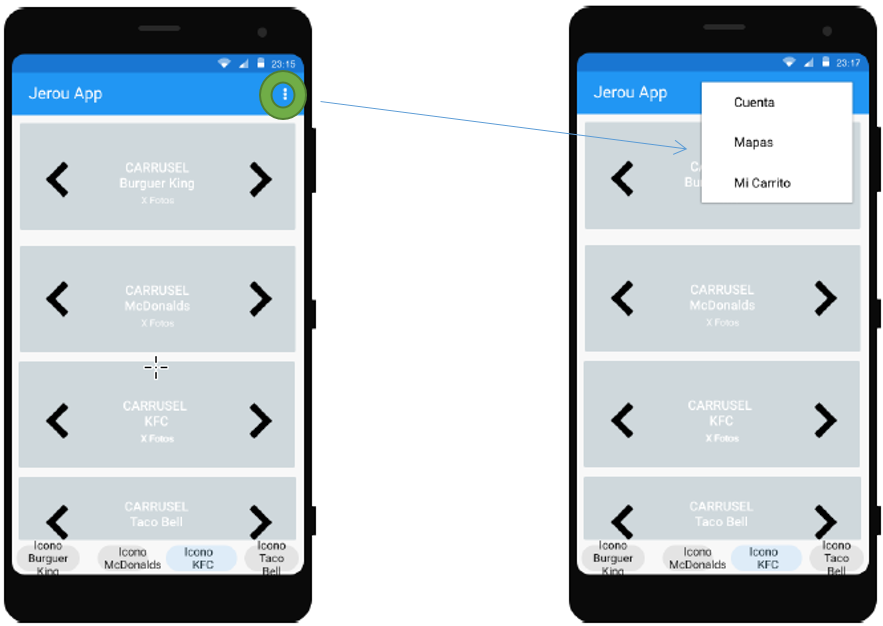 23:15
Jerou App
CARRUSEL
Burguer King
X Fotos
CARRUSEL
McDonalds
X Fotos
CARRUSEL
KFC
X Fotos
CARRUSEL
Taco Bell
Icono
Burguer
King
Icono
McDonalds
Icono
KFC
Icono
Taco
Bell
23:17
Jerou App
Cuenta
Mapas
Mi Carrito
CA
Bu
CARRUSEL
McDonalds
X Fotos
CARRUSEL
KFC
X Fotos
CARRUSEL
Taco Bell
Icono
Burguer
King
Icono
McDonalds
Icono
KFC
Icono
Taco
Bell